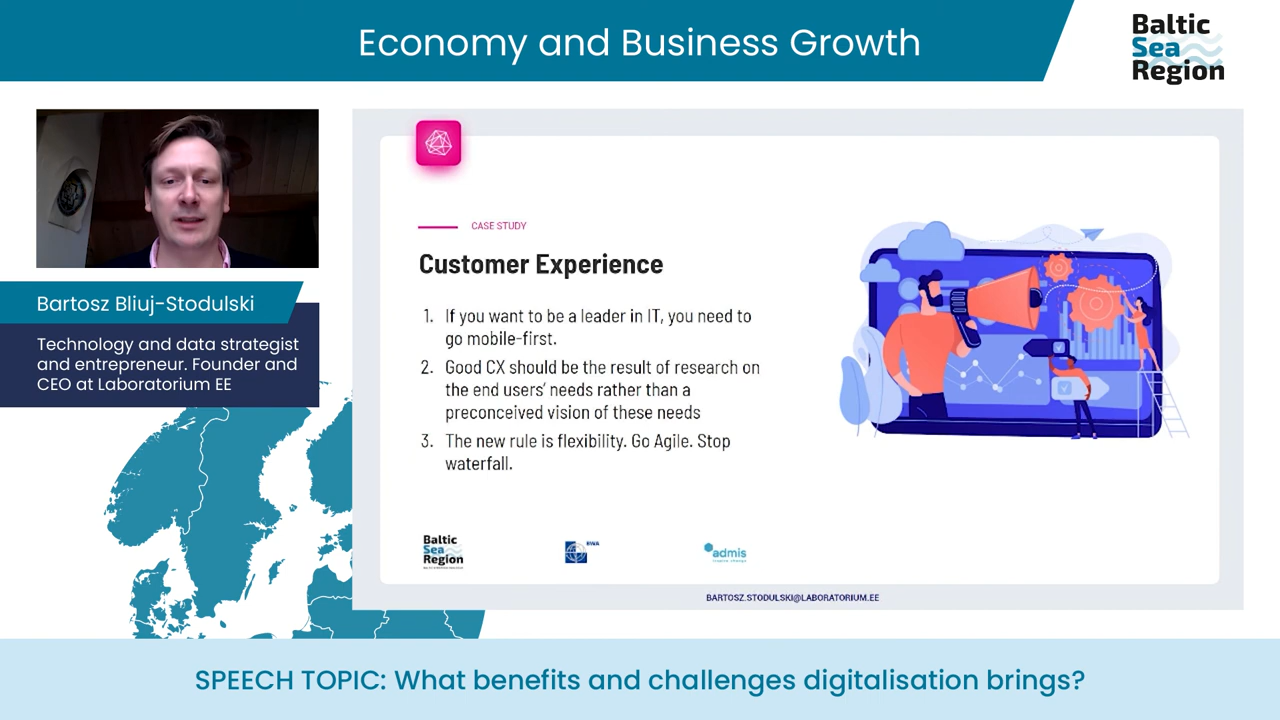 Economy and Business Growth
Baltic
Sea
Region
Bartosz Bliuj-Stodulski
Technology and data strategist
and entrepreneur. Founder and
CEO at Laboratorium EE
CASE STUDY
Customer Experience
1. If you want to be a leader in IT, you need to
go mobile-first.
2. Good CX should be the result of research on
the end users' needs rather than a
preconceived vision of these needs
3. The new rule is flexibility. Go Agile. Stop
waterfall.
Baltic
Sea
Region
BWA
admis
BARTOSZ.STODULSKI@LABORATORIUM.EE
SPEECH TOPIC: What benefits and challenges digitalisation brings?